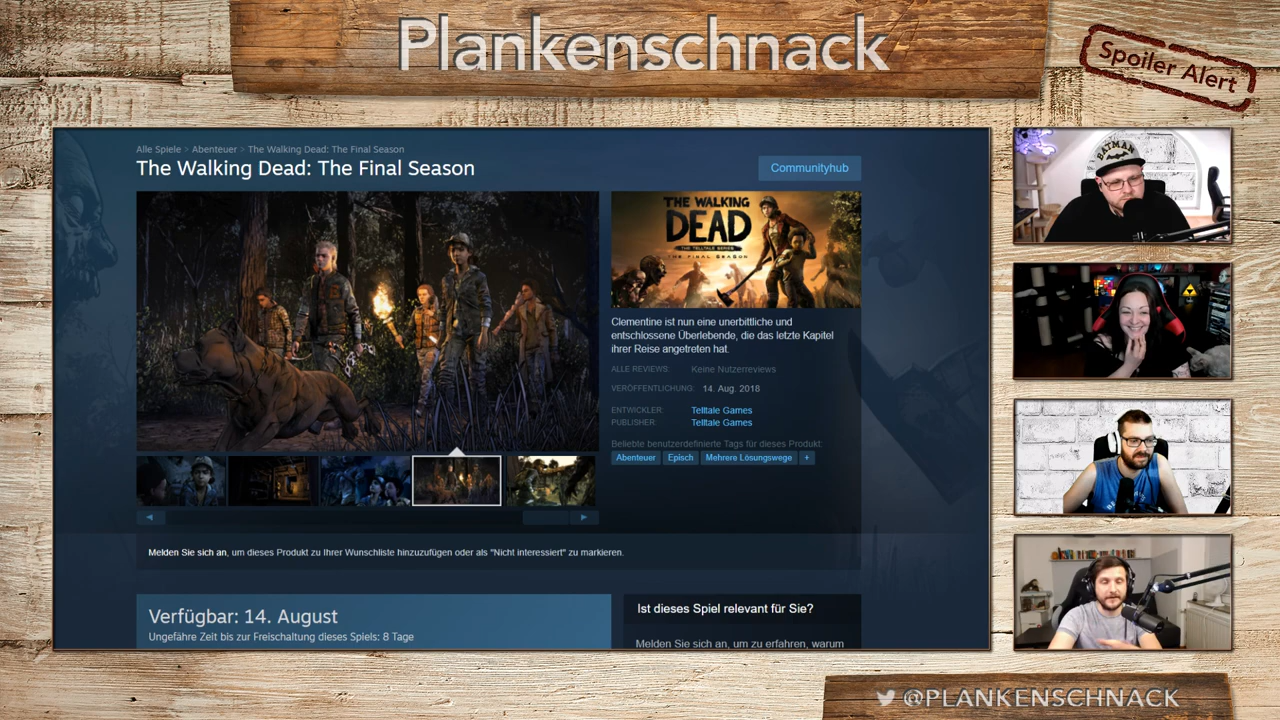 Plankenschnack
Spoiler Alert
Alle Spiele > Abenteuer > The Walking Dead: The Final Season
The Walking Dead: The Final Season
Communityhub
THE WALKING
DEAD
THE TELLTALE SERIES
THE FINAL SEASON
Clementine ist nun eine unerbittliche und
entschlossene Überlebende, die das letzte Kapitel
ihrer Reise angetreten hat.
ALLE REVIEWS: Keine Nutzerreviews
VERÖFFENTLICHUNG: 14. Aug. 2018
ENTWICKLER: Telltale Games
PUBLISHER Telltale Games
Beliebte benutzerdefinierte Tags für dieses Produkt:
Abenteuer Episch Mehrere Lösungswege +
Melden Sie sich an, um dieses Produkt zu Ihrer Wunschliste hinzuzufügen oder als "Nicht interessiert" zu markieren.
Verfügbar: 14. August
Ungefähre Zeit bis zur Freischaltung dieses Spiels: 8 Tage
Ist dieses Spiel relevant für Sie?
Melden Sie sich an, um zu erfahren, warum
BATMAN
@PLANKENSCHNACK